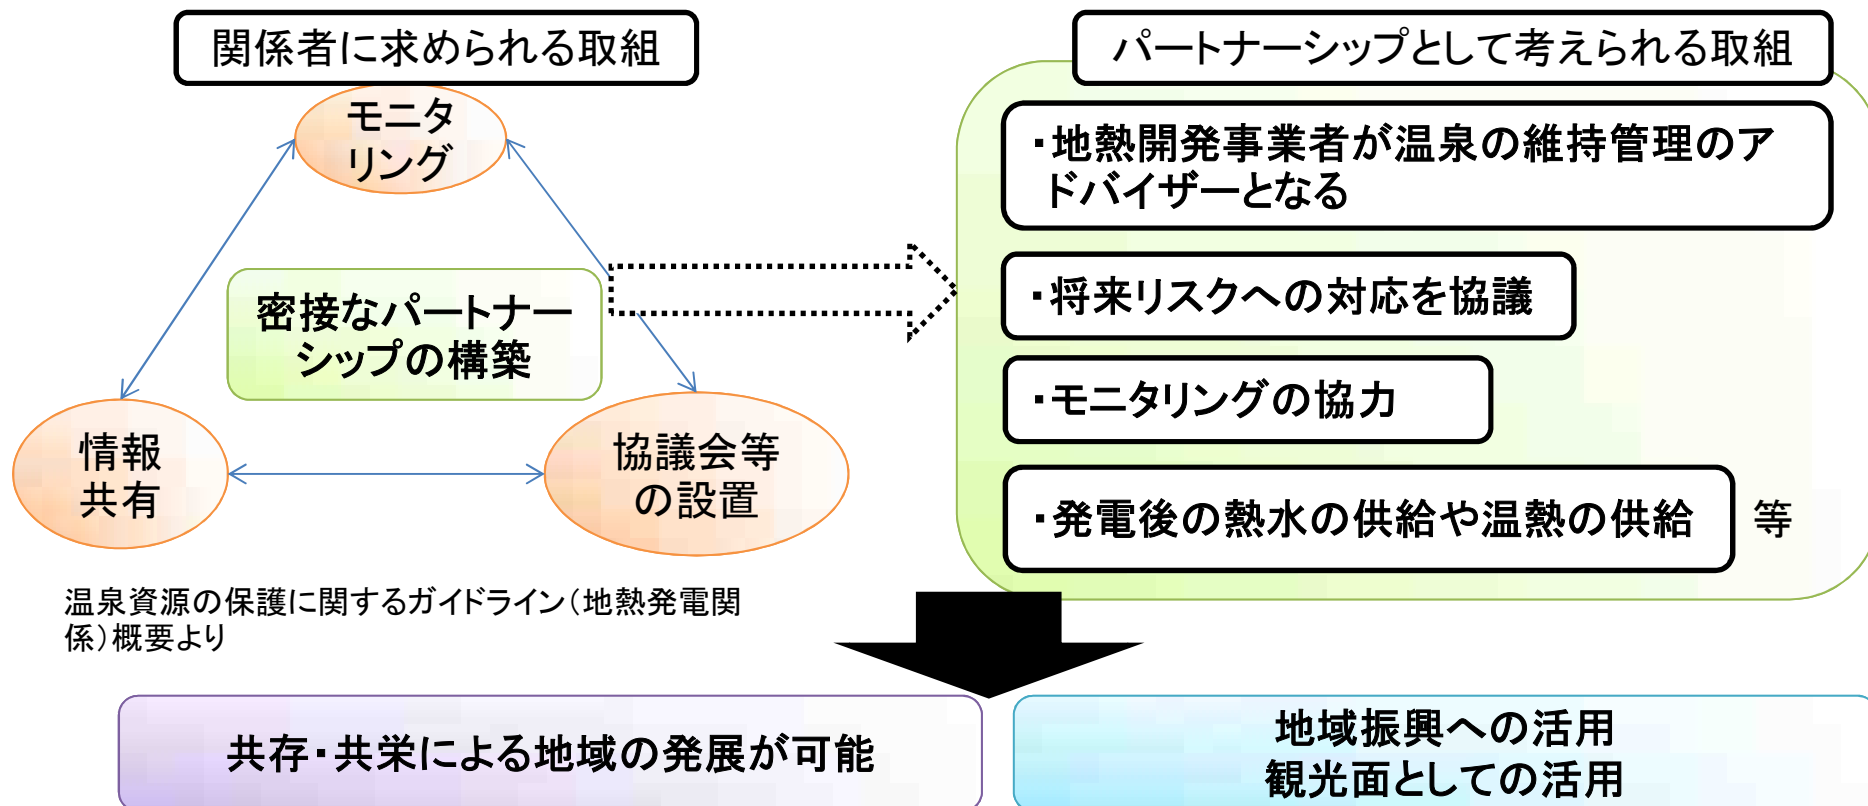 関係者に求められる取組
モニタ
リング
密接なパートナー
シップの構築
情報
共有
協議会等
の設置
温泉資源の保護に関するガイドライン（地熱発電関
係）概要より
パートナーシップとして考えられる取組
・地熱開発事業者が温泉の維持管理のア
ドバイザーとなる
・将来リスクへの対応を協議
・モニタリングの協力
・発電後の熱水の供給や温熱の供給 等
共存・共栄による地域の発展が可能
地域振興への活用
観光面としての活用